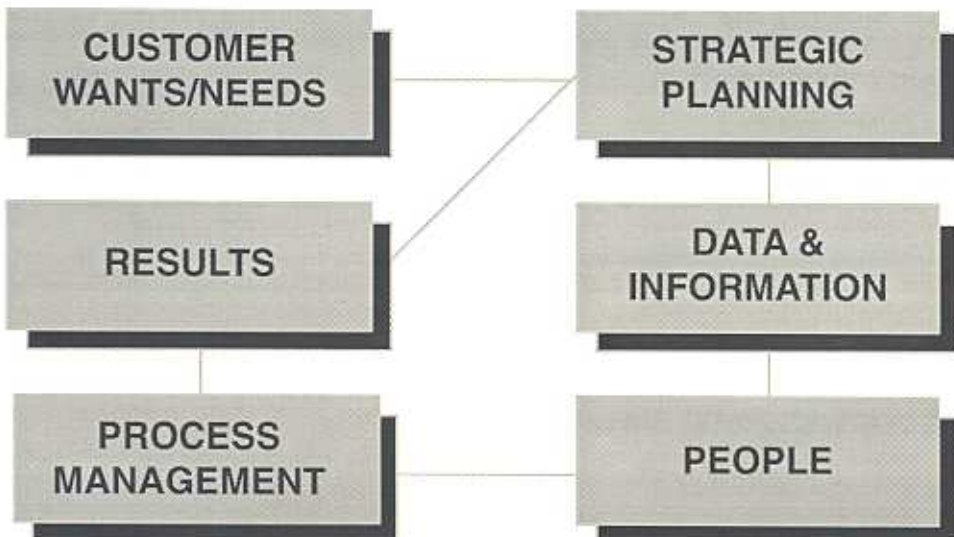 CUSTOMER
WANTS/NEEDS
STRATEGIC
PLANNING
RESULTS
DATA &
INFORMATION
PROCESS
MANAGEMENT
PEOPLE